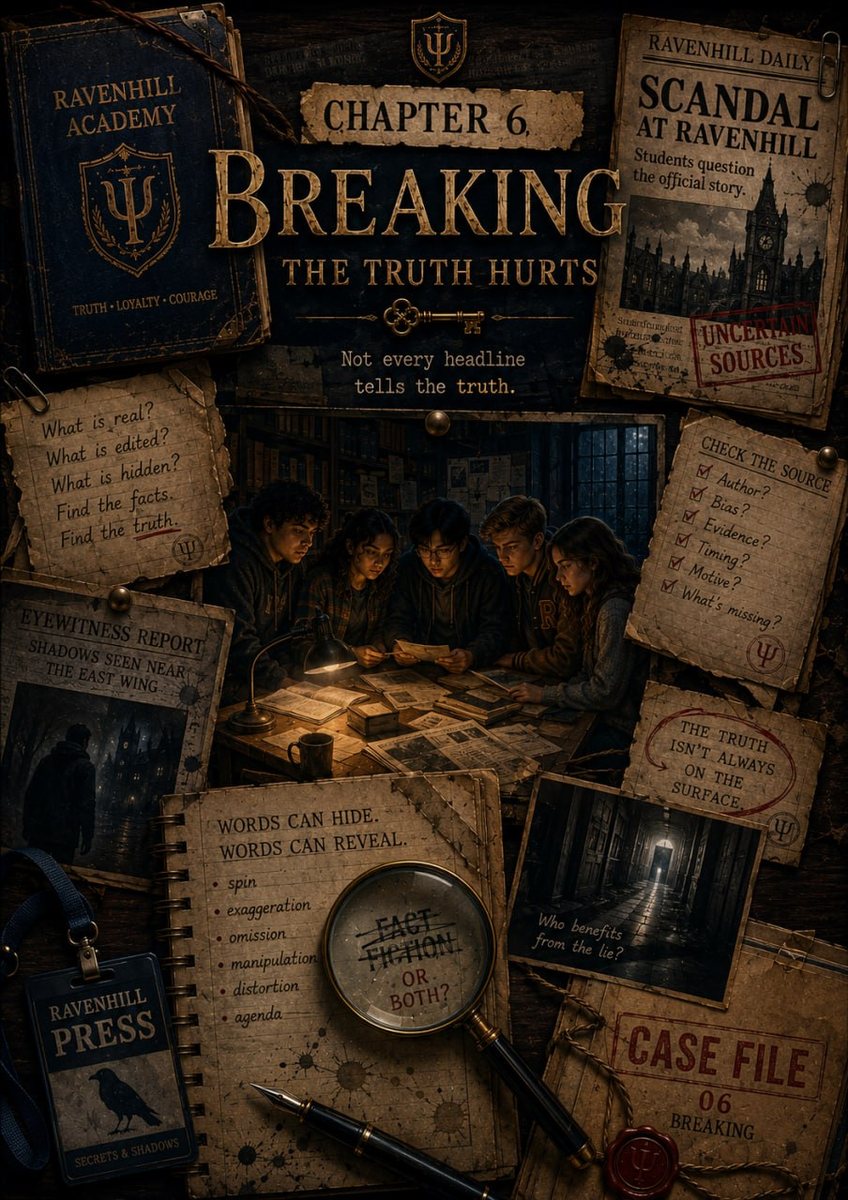 RAVENHILL
ACADEMY
TRUTH • LOYALTY • COURAGE
CHAPTER 6.
BREAKING
THE TRUTH HURTS
Not every headline
tells the truth.
RAVENHILL DAILY
SCANDAL
AT RAVENHILL
Students question
the official story.
UNCERTAIN
SOURCES
What is real?
What is edited?
What is hidden?
Find the facts.
Find the truth.
CHECK THE SOURCE
Author?
Bias?
Evidence?
Timing?
Motive?
What's missing?
EYEWITNESS REPORT
SHADOWS SEEN NEAR
THE EAST WING
R
THE TRUTH
ISN'T ALWAYS
ON THE
SURFACE.
WORDS CAN HIDE.
WORDS CAN REVEAL.
• spin
• exaggeration
• omission
• manipulation
• distortion
• agenda
FACT
FICTION
OR
BOTH?
Who benefits
from the lie?
RAVENHILL
PRESS
SECRETS & SHADOWS
CASE FILE
06
BREAKING